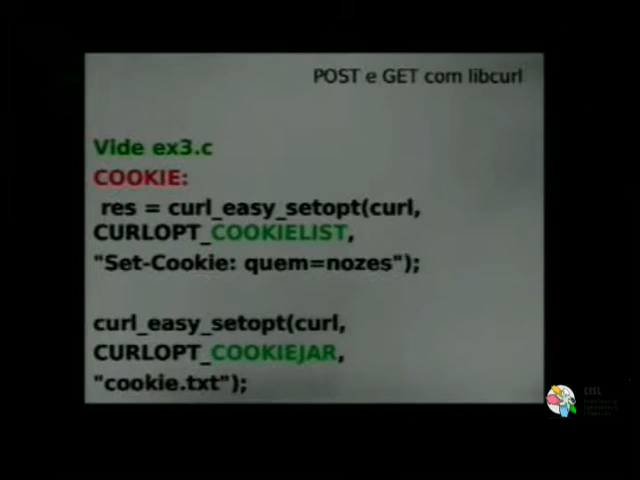 POST e GET com libcurl
Vide ex3.c
COOKIE:
res = curl_easy_setopt(curl,
CURLOPT_COOKIELIST,
"Set-Cookie: quem=nozes");
curl_easy_setopt(curl,
CURLOPT_COOKIEJAR,
"cookie.txt");
CISL